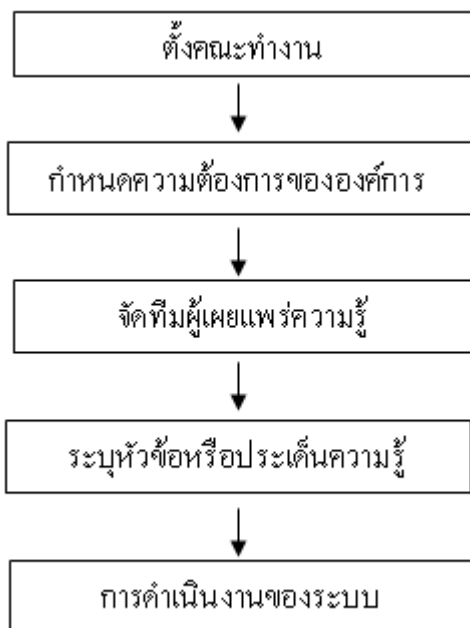 ตั้งคณะทำงาน
กำหนดความต้องการขององค์การ
จัดทีมผู้เผยแพร่ความรู้
ระบุหัวข้อหรือประเด็นความรู้
การดำเนินงานของระบบ